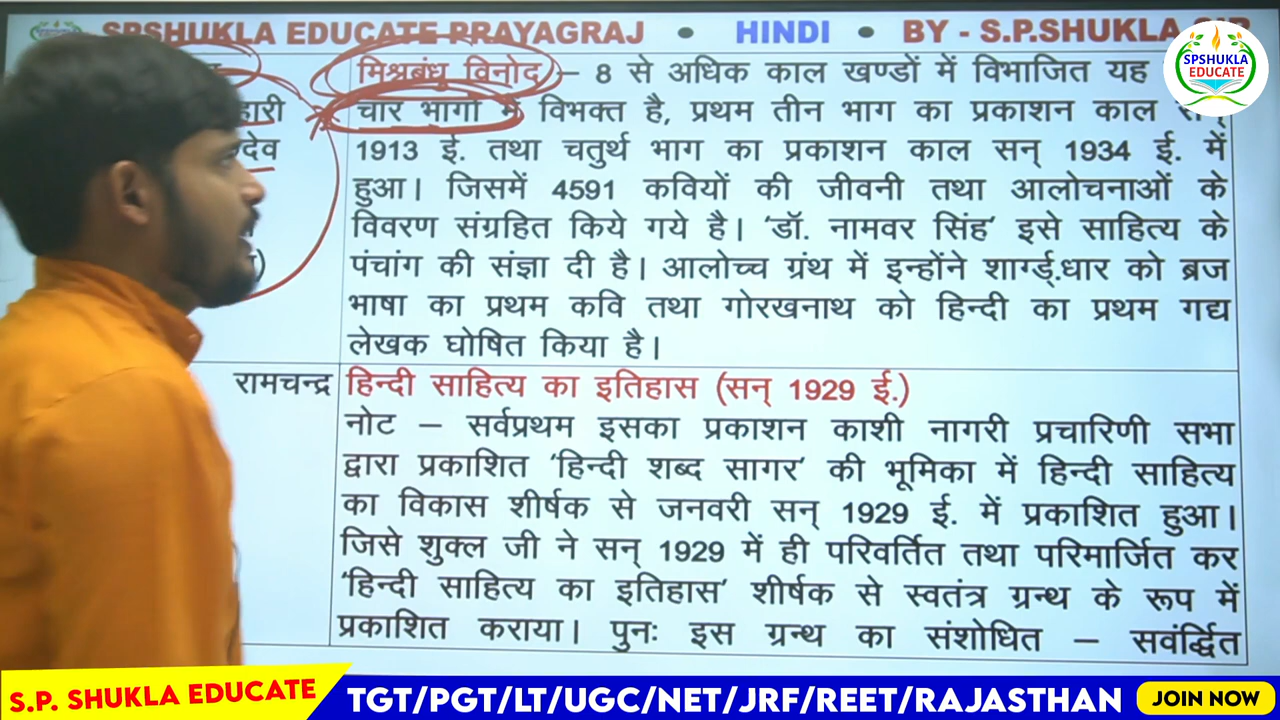 SPSHUKLA EDUCATE PRAYAGRAJ • HINDI • BY - S.P.SHUKLA
SPSHUKLA
EDUCATE
मिश्रबंधु विनोद – 8 से अधिक काल खण्डों में विभाजित यह
चार भागों में विभक्त है, प्रथम तीन भाग का प्रकाशन काल
1913 ई. तथा चतुर्थ भाग का प्रकाशन काल सन् 1934 ई. में
हुआ। जिसमें 4591 कवियों की जीवनी तथा आलोचनाओं के
विवरण संग्रहित किये गये है। 'डॉ. नामवर सिंह' इसे साहित्य के
पंचांग की संज्ञा दी है। आलोच्च ग्रंथ में इन्होंने शार्ग्ड्.धार को ब्रज
भाषा का प्रथम कवि तथा गोरखनाथ को हिन्दी का प्रथम गद्य
लेखक घोषित किया है।
रामचन्द्र
हिन्दी साहित्य का इतिहास (सन् 1929 ई.)
नोट – सर्वप्रथम इसका प्रकाशन काशी नागरी प्रचारिणी सभा
द्वारा प्रकाशित 'हिन्दी शब्द सागर' की भूमिका में हिन्दी साहित्य
का विकास शीर्षक से जनवरी सन् 1929 ई. में प्रकाशित हुआ।
जिसे शुक्ल जी ने सन् 1929 में ही परिवर्तित तथा परिमार्जित कर
'हिन्दी साहित्य का इतिहास' शीर्षक से स्वतंत्र ग्रन्थ के रूप में
प्रकाशित कराया। पुनः इस ग्रन्थ का संशोधित – सवंर्द्धित
S.P. SHUKLA EDUCATE
TGT/PGT/LT/UGC/NET/JRF/REET/RAJASTHAN
JOIN NOW